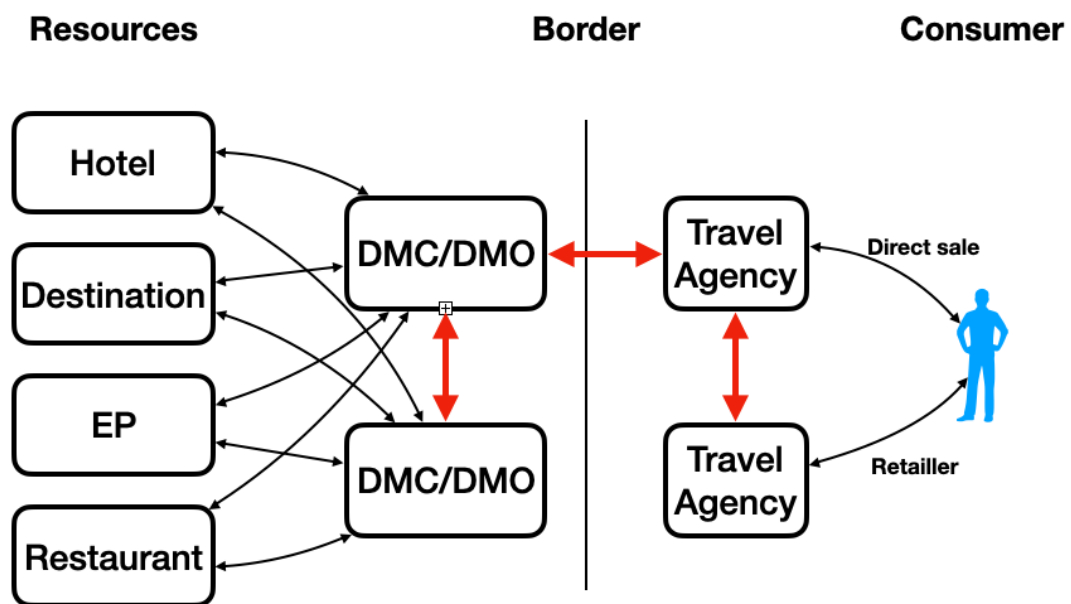 Resources
Border
Consumer
Hotel
Destination
EP
Restaurant
DMC/DMO
DMC/DMO
Travel
Agency
Travel
Agency
Direct sale
Retailler